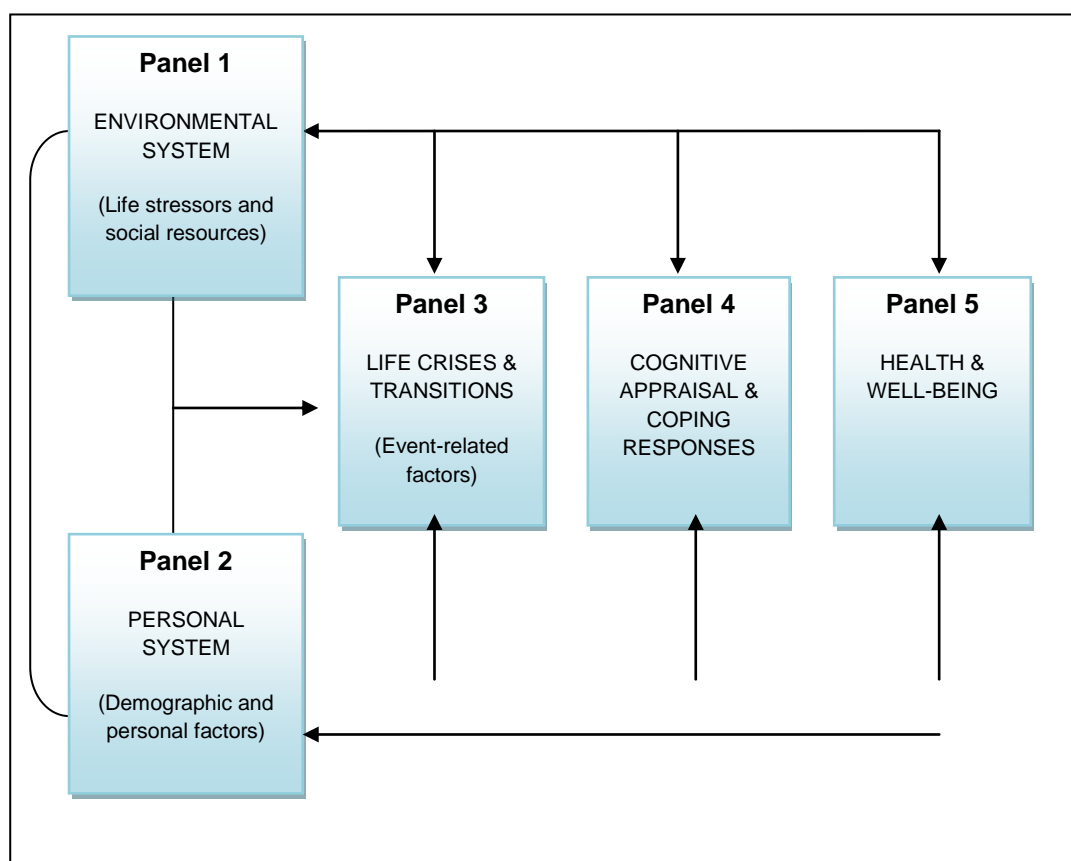 Panel 1
ENVIRONMENTAL
SYSTEM
(Life stressors and
social resources)
Panel 3
LIFE CRISES &
TRANSITIONS
(Event-related
factors)
Panel 4
COGNITIVE
APPRAISAL &
COPING
RESPONSES
Panel 5
HEALTH &
WELL-BEING
Panel 2
PERSONAL
SYSTEM
(Demographic and
personal factors)